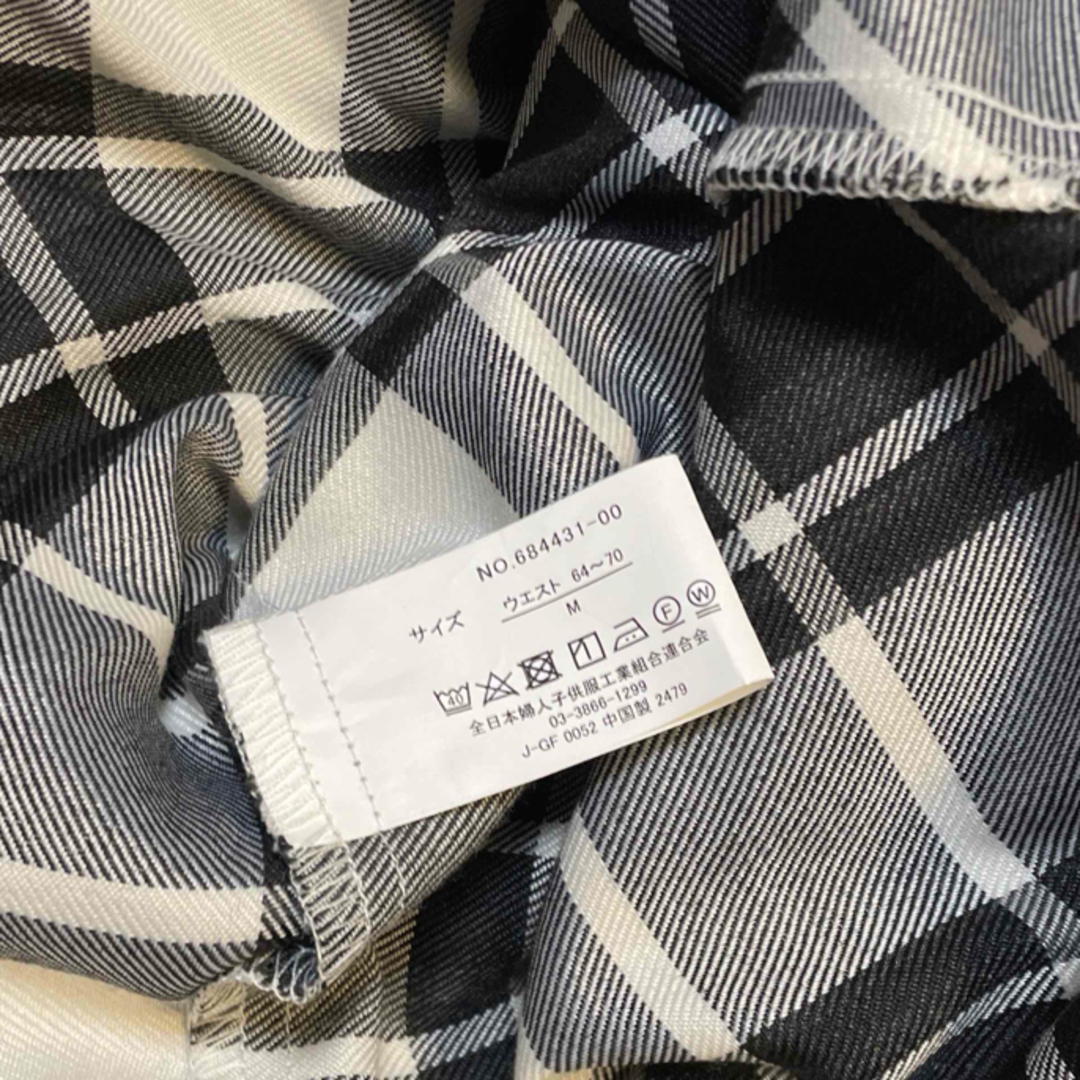 NO.684431-00
サイズ ウエスト 64〜70
M
40 F W
全日本婦人子供服工業組合連合会
03-3866-1299
J-GF 0052 中国製 2479